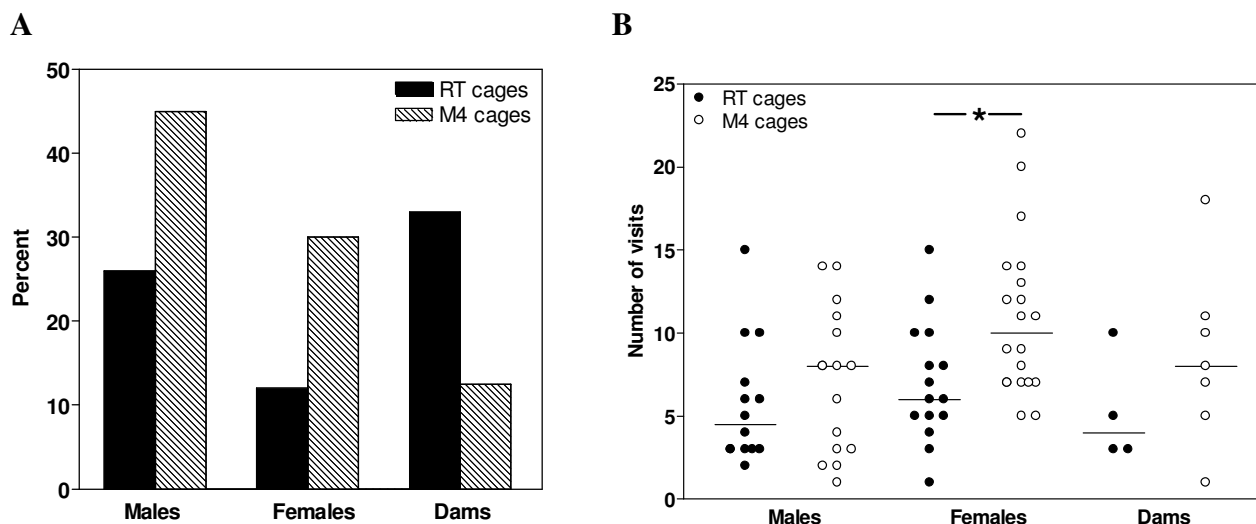 A
Percent
50
40
30
20
10
0
RT cages
M4 cages
Males Females Dams
B
Number of visits
25
20
15
10
5
0
RT cages
M4 cages
*
Males Females Dams